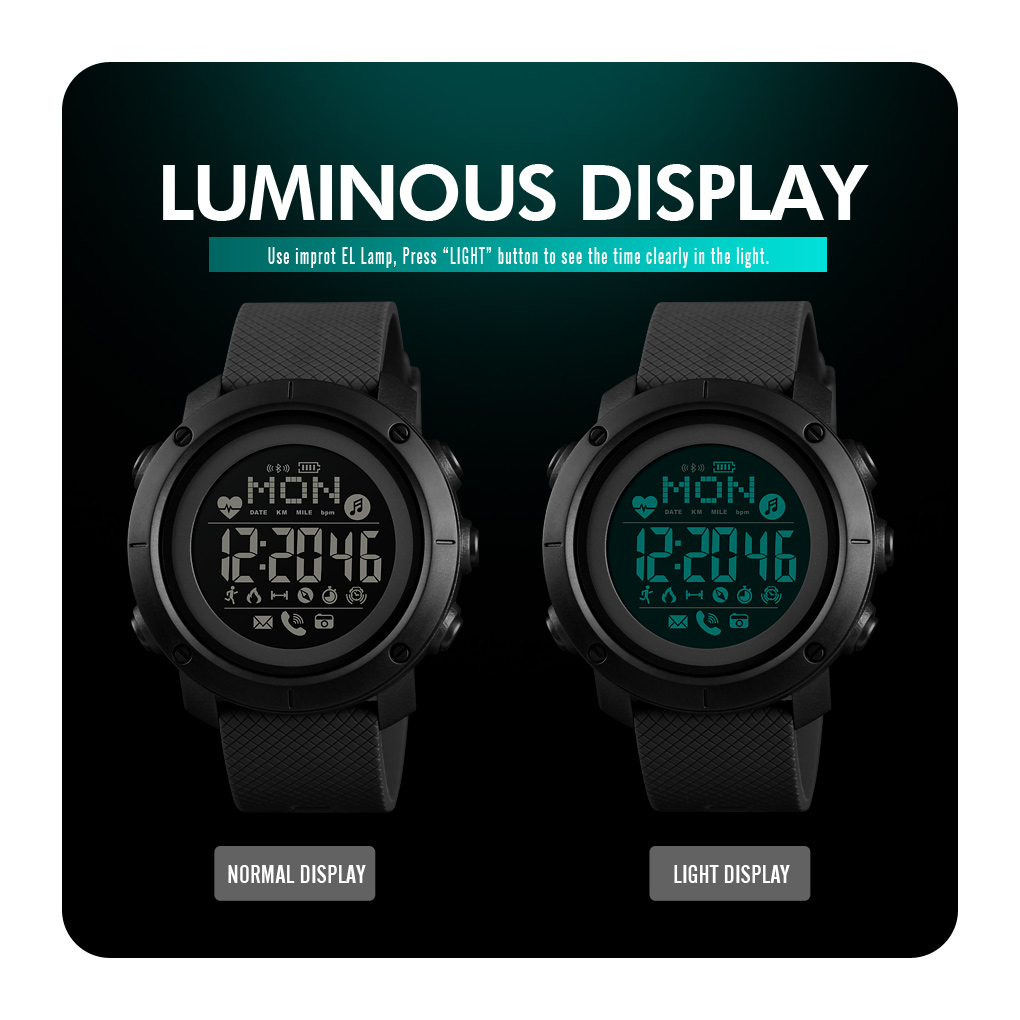 LUMINOUS DISPLAY
Use improt EL Lamp, Press “LIGHT” button to see the time clearly in the light.
MON
DATE KM MILE bpm
12:2046
MON
DATE KM MILE bpm
12:2046
NORMAL DISPLAY
LIGHT DISPLAY